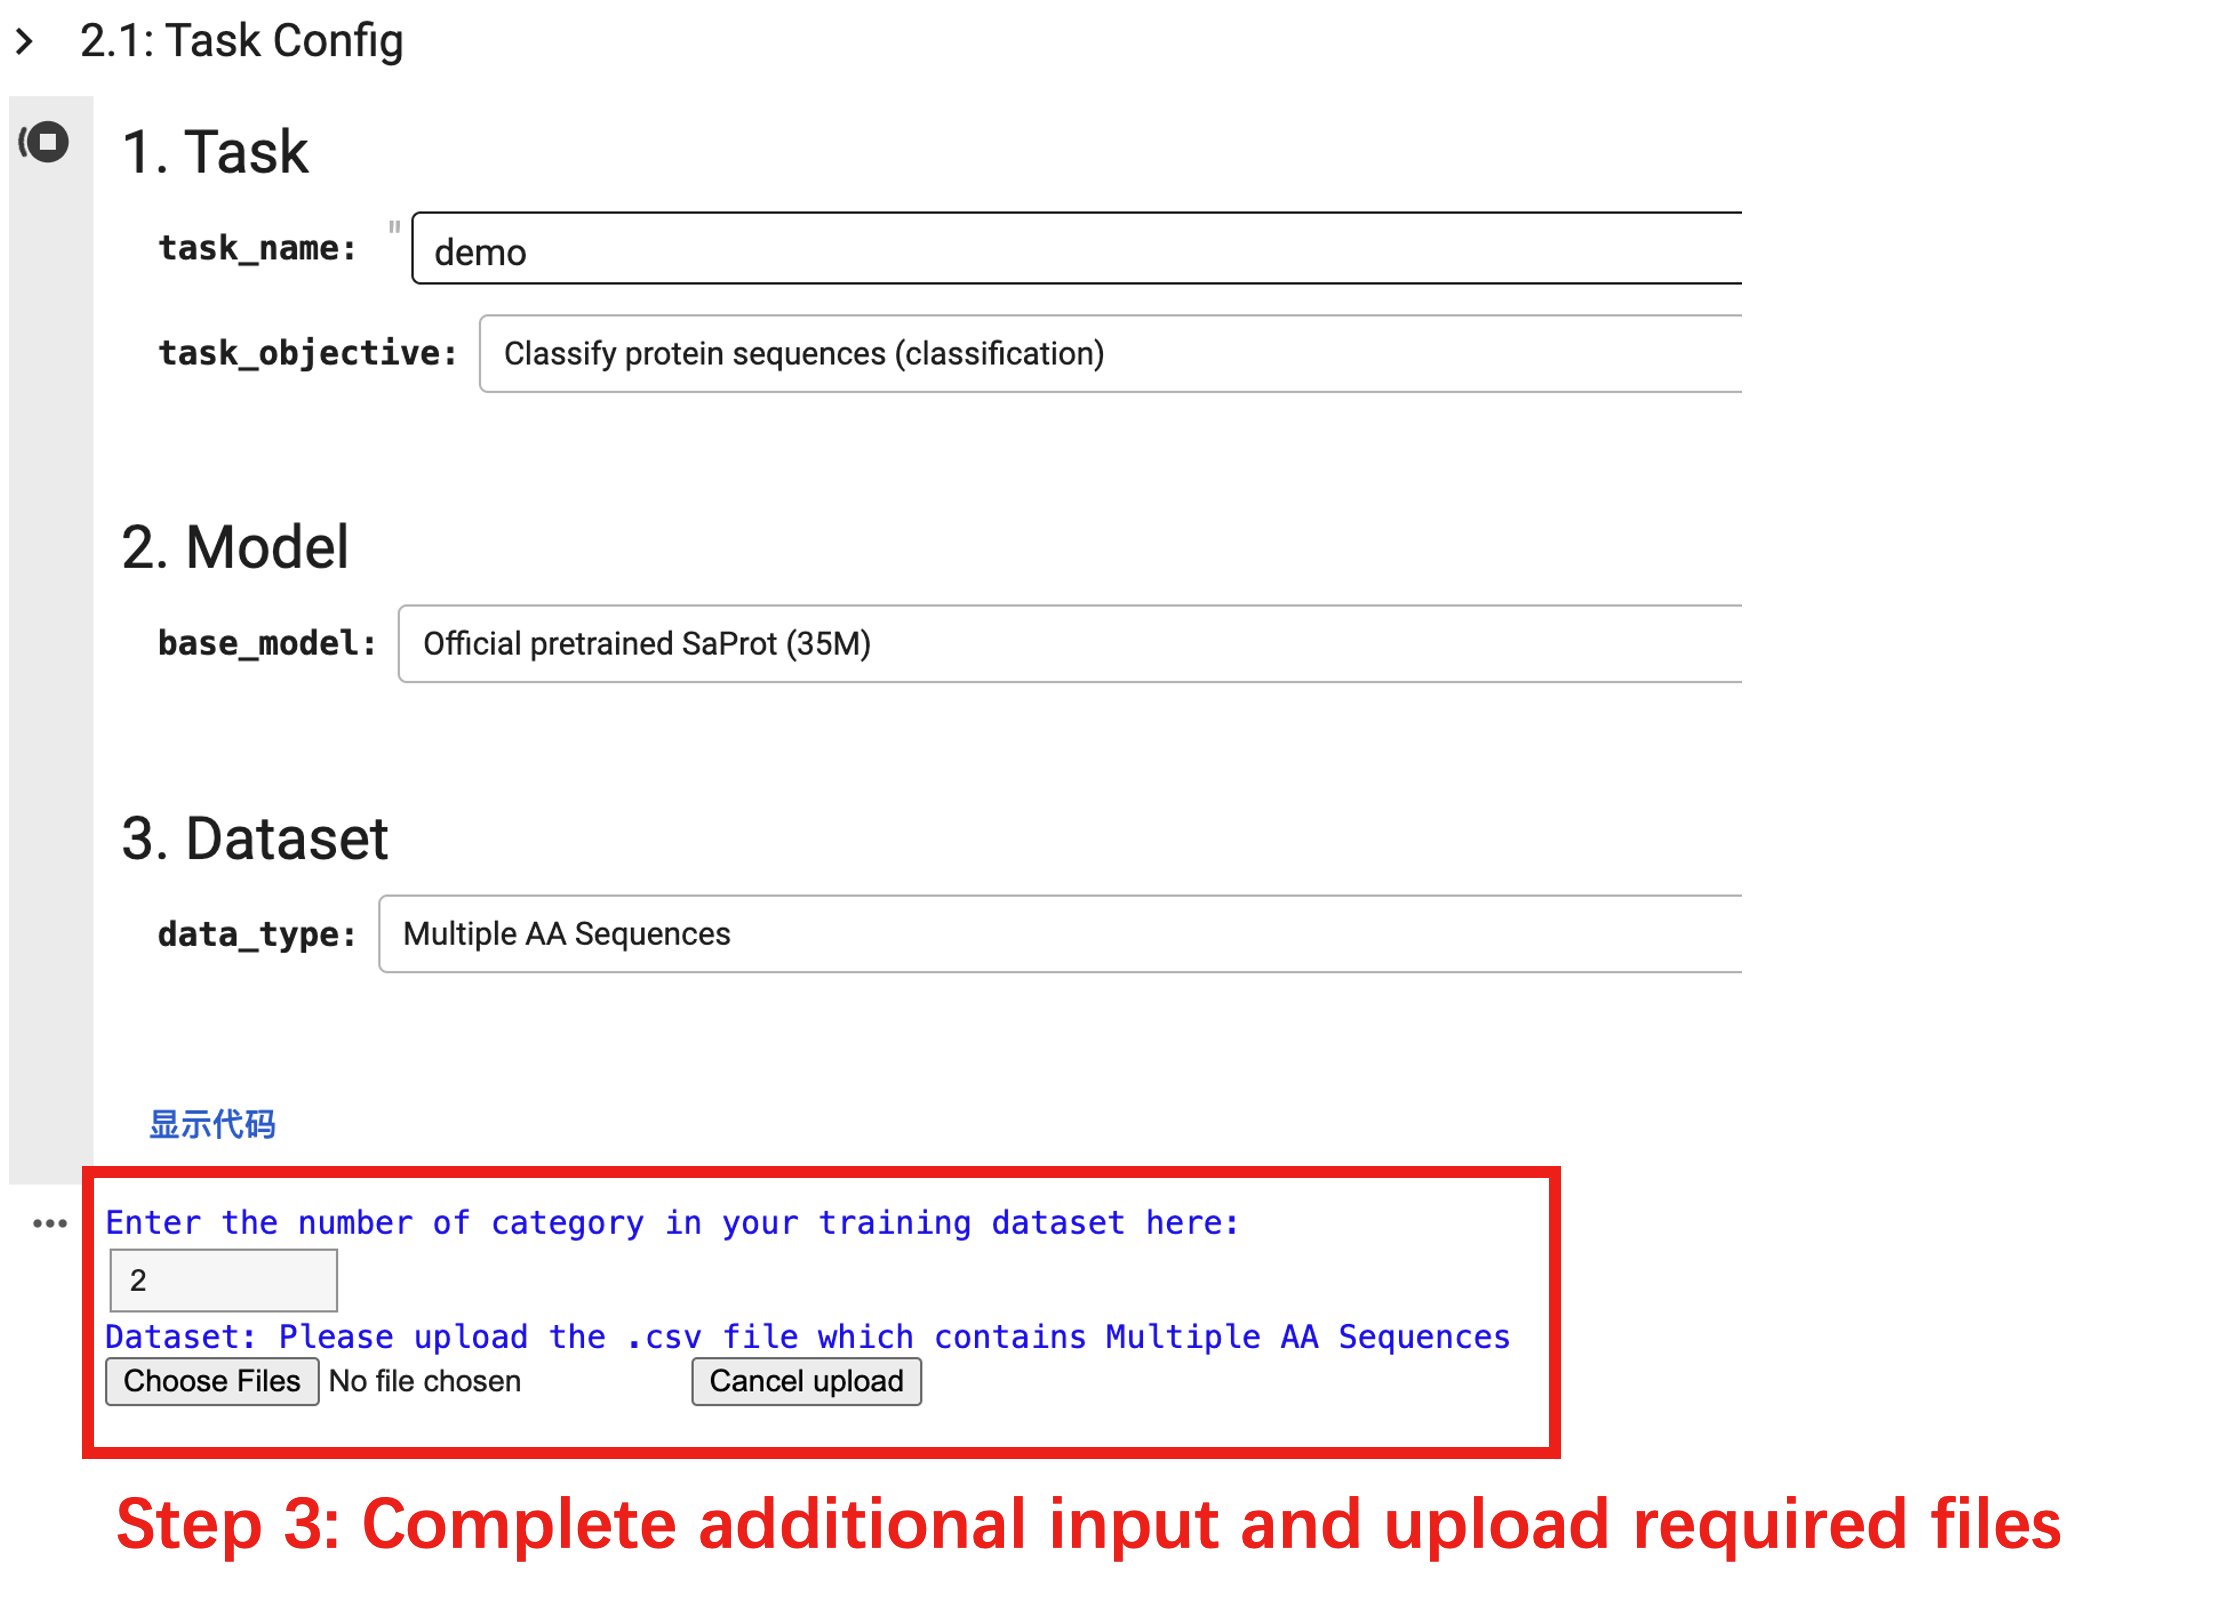 2.1: Task Config
1. Task
task_name: " demo
task_objective: Classify protein sequences (classification)
2. Model
base_model: Official pretrained SaProt (35M)
3. Dataset
data_type: Multiple AA Sequences
显示代码
Enter the number of category in your training dataset here:
2
Dataset: Please upload the .csv file which contains Multiple AA Sequences
Choose Files No file chosen Cancel upload
Step 3: Complete additional input and upload required files